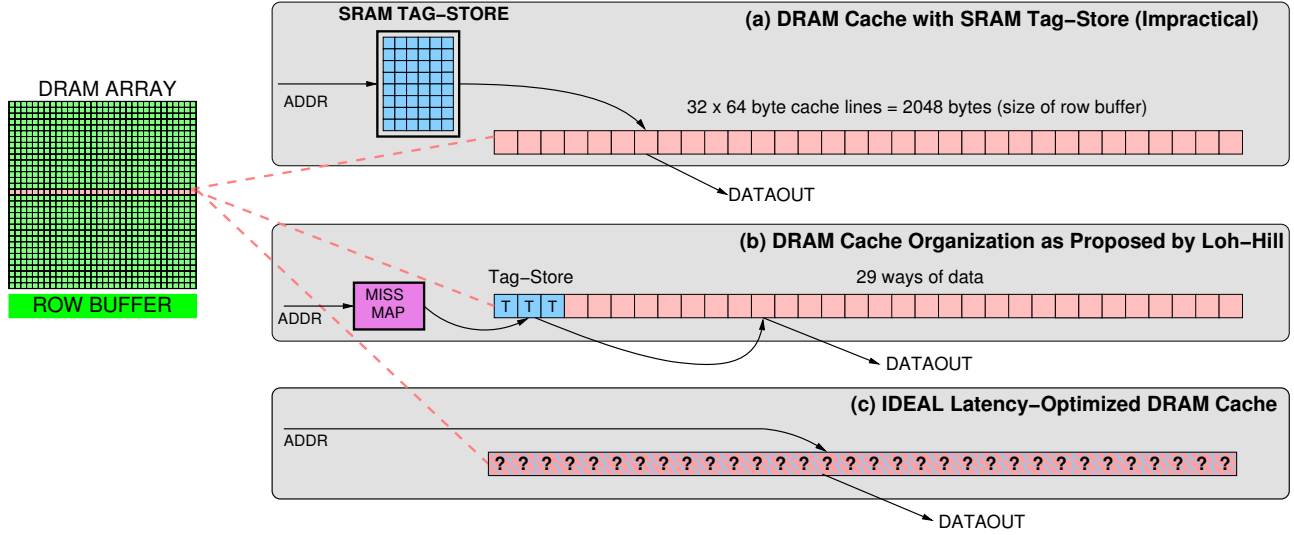 SRAM TAG−STORE
(a) DRAM Cache with SRAM Tag−Store (Impractical)
DRAM ARRAY
ADDR
32 x 64 byte cache lines = 2048 bytes (size of row buffer)
DATAOUT
(b) DRAM Cache Organization as Proposed by Loh−Hill
Tag−Store
29 ways of data
ROW BUFFER
ADDR
MISS
MAP
T T T
DATAOUT
(c) IDEAL Latency−Optimized DRAM Cache
ADDR
? ? ? ? ? ? ? ? ? ? ? ? ? ? ? ? ? ? ? ? ? ? ? ? ? ? ? ? ? ? ? ?
DATAOUT